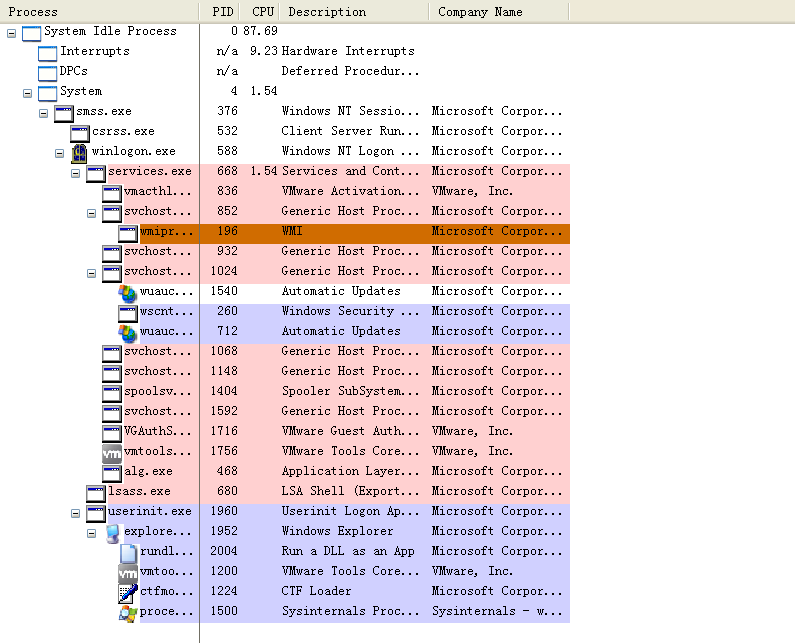 Process PID CPU Description Company Name
System Idle Process 0 87.69
Interrupts n/a 9.23 Hardware Interrupts
DPCs n/a Deferred Procedur...
System 4 1.54
smss.exe 376 Windows NT Sessio... Microsoft Corpor...
csrss.exe 532 Client Server Run... Microsoft Corpor...
winlogon.exe 588 Windows NT Logon ... Microsoft Corpor...
services.exe 668 1.54 Services and Cont... Microsoft Corpor...
vmacthl... 836 VMware Activation... VMware, Inc.
svchost... 852 Generic Host Proc... Microsoft Corpor...
wmipr... 196 WMI Microsoft Corpor...
svchost... 932 Generic Host Proc... Microsoft Corpor...
svchost... 1024 Generic Host Proc... Microsoft Corpor...
wuauc... 1540 Automatic Updates Microsoft Corpor...
wscnt... 260 Windows Security ... Microsoft Corpor...
wuauc... 712 Automatic Updates Microsoft Corpor...
svchost... 1068 Generic Host Proc... Microsoft Corpor...
svchost... 1148 Generic Host Proc... Microsoft Corpor...
spoolsv... 1404 Spooler SubSystem... Microsoft Corpor...
svchost... 1592 Generic Host Proc... Microsoft Corpor...
VGAuthS... 1716 VMware Guest Auth... VMware, Inc.
vmtools... 1756 VMware Tools Core... VMware, Inc.
alg.exe 468 Application Layer... Microsoft Corpor...
lsass.exe 680 LSA Shell (Export... Microsoft Corpor...
userinit.exe 1960 Userinit Logon Ap... Microsoft Corpor...
explore... 1952 Windows Explorer Microsoft Corpor...
rundl... 2004 Run a DLL as an App Microsoft Corpor...
vmtoo... 1200 VMware Tools Core... VMware, Inc.
ctfmo... 1224 CTF Loader Microsoft Corpor...
proce... 1500 Sysinternals Proc... Sysinternals - w...